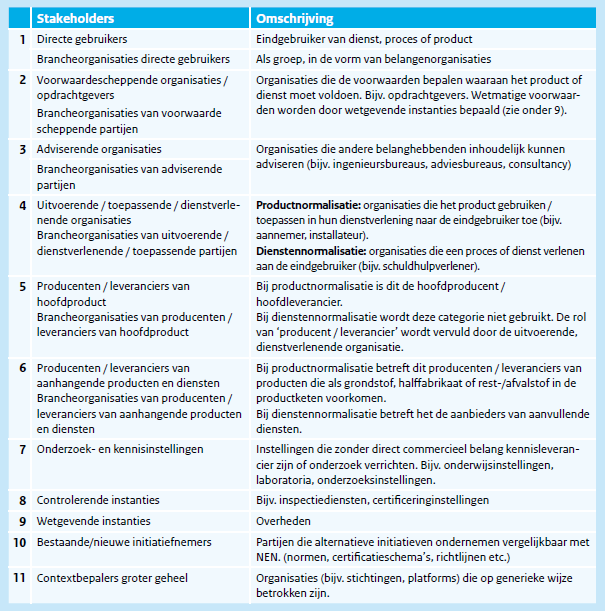 Stakeholders Omschrijving
1 Directe gebruikers Eindgebruiker van dienst, proces of product
Brancheorganisaties directe gebruikers Als groep, in de vorm van belangenorganisaties
2 Voorwaardescheppende organisaties /
opdrachtgevers
Brancheorganisaties van voorwaarde
scheppende partijen
Organisaties die de voorwaarden bepalen waaraan het product of
dienst moet voldoen. Bijv. opdrachtgevers. Wetmatige voorwaar-
den worden door wetgevende instanties bepaald (zie onder 9).
3 Adviserende organisaties
Brancheorganisaties van adviserende
partijen
Organisaties die andere belanghebbenden inhoudelijk kunnen
adviseren (bijv. ingenieursbureaus, adviesbureaus, consultancy)
4 Uitvoerende / toepassende / dienstverle-
nende organisaties
Brancheorganisaties van uitvoerende /
dienstverlenende / toepassende partijen
Productnormalisatie: organisaties die het product gebruiken /
toepassen in hun dienstverlening naar de eindgebruiker toe (bijv.
aannemer, installateur).
Dienstennormalisatie: organisaties die een proces of dienst verlenen
aan de eindgebruiker (bijv. schuldhulpverlener).
5 Producenten / leveranciers van
hoofdproduct
Brancheorganisaties van producenten /
leveranciers van hoofdproduct
Bij productnormalisatie is dit de hoofdproducent /
hoofdleverancier.
Bij dienstennormalisatie wordt deze categorie niet gebruikt. De rol
van ‘producent / leverancier’ wordt vervuld door de uitvoerende,
dienstverlenende organisatie.
6 Producenten / leveranciers van
aanhangende producten en diensten
Brancheorganisaties van producenten /
leveranciers van aanhangende producten
en diensten
Bij productnormalisatie betreft dit producenten / leveranciers van
producten die als grondstof, halffabrikaat of rest-/afvalstof in de
productketen voorkomen.
Bij dienstennormalisatie betreft het de aanbieders van aanvullende
diensten.
7 Onderzoek- en kennisinstellingen
Instellingen die zonder direct commercieel belang kennisleveran-
cier zijn of onderzoek verrichten. Bijv. onderwijsinstellingen,
laboratoria, onderzoeksinstellingen.
8 Controlerende instanties Bijv. inspectiediensten, certificeringinstellingen
9 Wetgevende instanties Overheden
10 Bestaande/nieuwe initiatiefnemers
Partijen die alternatieve initiatieven ondernemen vergelijkbaar met
NEN. (normen, certificatieschema’s, richtlijnen etc.)
11 Contextbepalers groter geheel
Organisaties (bijv. stichtingen, platforms) die op generieke wijze
betrokken zijn.